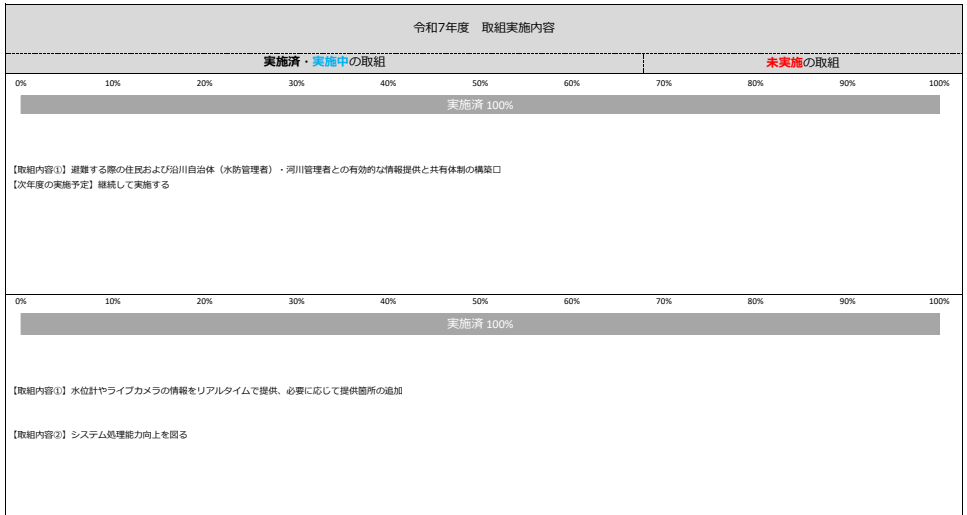 令和7年度　取組実施内容
実施済・実施中の取組
未実施の取組
0% 10% 20% 30% 40% 50% 60% 70% 80% 90% 100%
実施済 100%
【取組内容①】避難する際の住民および沿川自治体（水防管理者）・河川管理者との有効的な情報提供と共有体制の構築口
【次年度の実施予定】継続して実施する
0% 10% 20% 30% 40% 50% 60% 70% 80% 90% 100%
実施済 100%
【取組内容①】水位計やライブカメラの情報をリアルタイムで提供、必要に応じて提供箇所の追加
【取組内容②】システム処理能力向上を図る